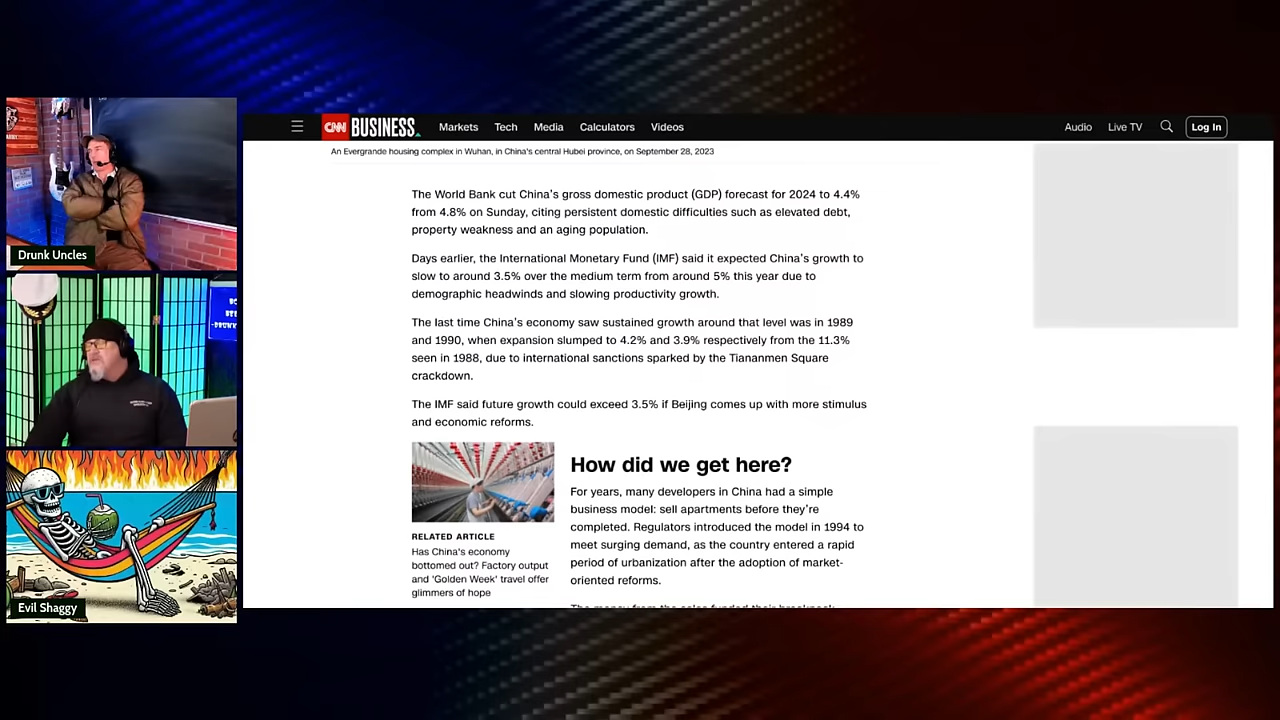 CNN BUSINESS
Markets
Tech
Media
Calculators
Videos
Audio
Live TV
Log In
An Evergrande housing complex in Wuhan, in China's central Hubei province, on September 28, 2023
The World Bank cut China's gross domestic product (GDP) forecast for 2024 to 4.4%
from 4.8% on Sunday, citing persistent domestic difficulties such as elevated debt,
property weakness and an aging population.
Days earlier, the International Monetary Fund (IMF) said it expected China's growth to
slow to around 3.5% over the medium term from around 5% this year due to
demographic headwinds and slowing productivity growth.
The last time China's economy saw sustained growth around that level was in 1989
and 1990, when expansion slumped to 4.2% and 3.9% respectively from the 11.3%
seen in 1988, due to international sanctions sparked by the Tiananmen Square
crackdown.
The IMF said future growth could exceed 3.5% if Beijing comes up with more stimulus
and economic reforms.
RELATED ARTICLE
Has China's economy
bottomed out? Factory output
and 'Golden Week' travel offer
glimmers of hope
How did we get here?
For years, many developers in China had a simple
business model: sell apartments before they're
completed. Regulators introduced the model in 1994 to
meet surging demand, as the country entered a rapid
period of urbanization after the adoption of market-
oriented reforms.
Drunk Uncles
Evil Shaggy